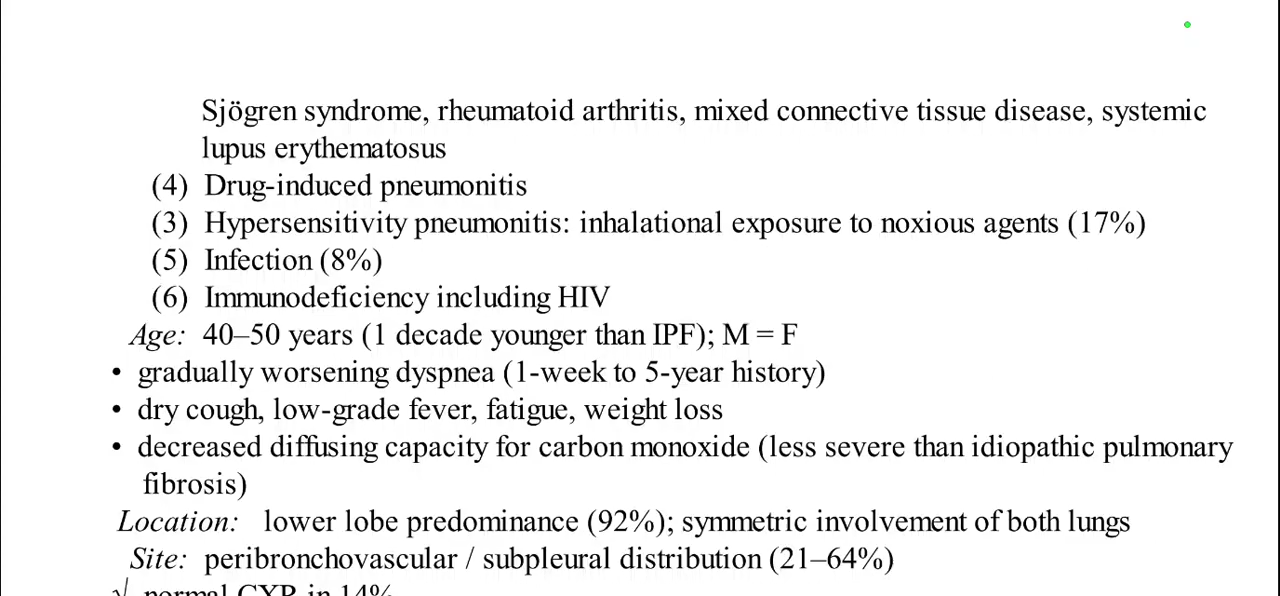 Sjögren syndrome, rheumatoid arthritis, mixed connective tissue disease, systemic
lupus erythematosus
(4) Drug-induced pneumonitis
(3) Hypersensitivity pneumonitis: inhalational exposure to noxious agents (17%)
(5) Infection (8%)
(6) Immunodeficiency including HIV
Age: 40–50 years (1 decade younger than IPF); M = F
• gradually worsening dyspnea (1-week to 5-year history)
• dry cough, low-grade fever, fatigue, weight loss
• decreased diffusing capacity for carbon monoxide (less severe than idiopathic pulmonary
fibrosis)
Location: lower lobe predominance (92%); symmetric involvement of both lungs
Site: peribronchovascular / subpleural distribution (21–64%)
√ normal CXR in 14%